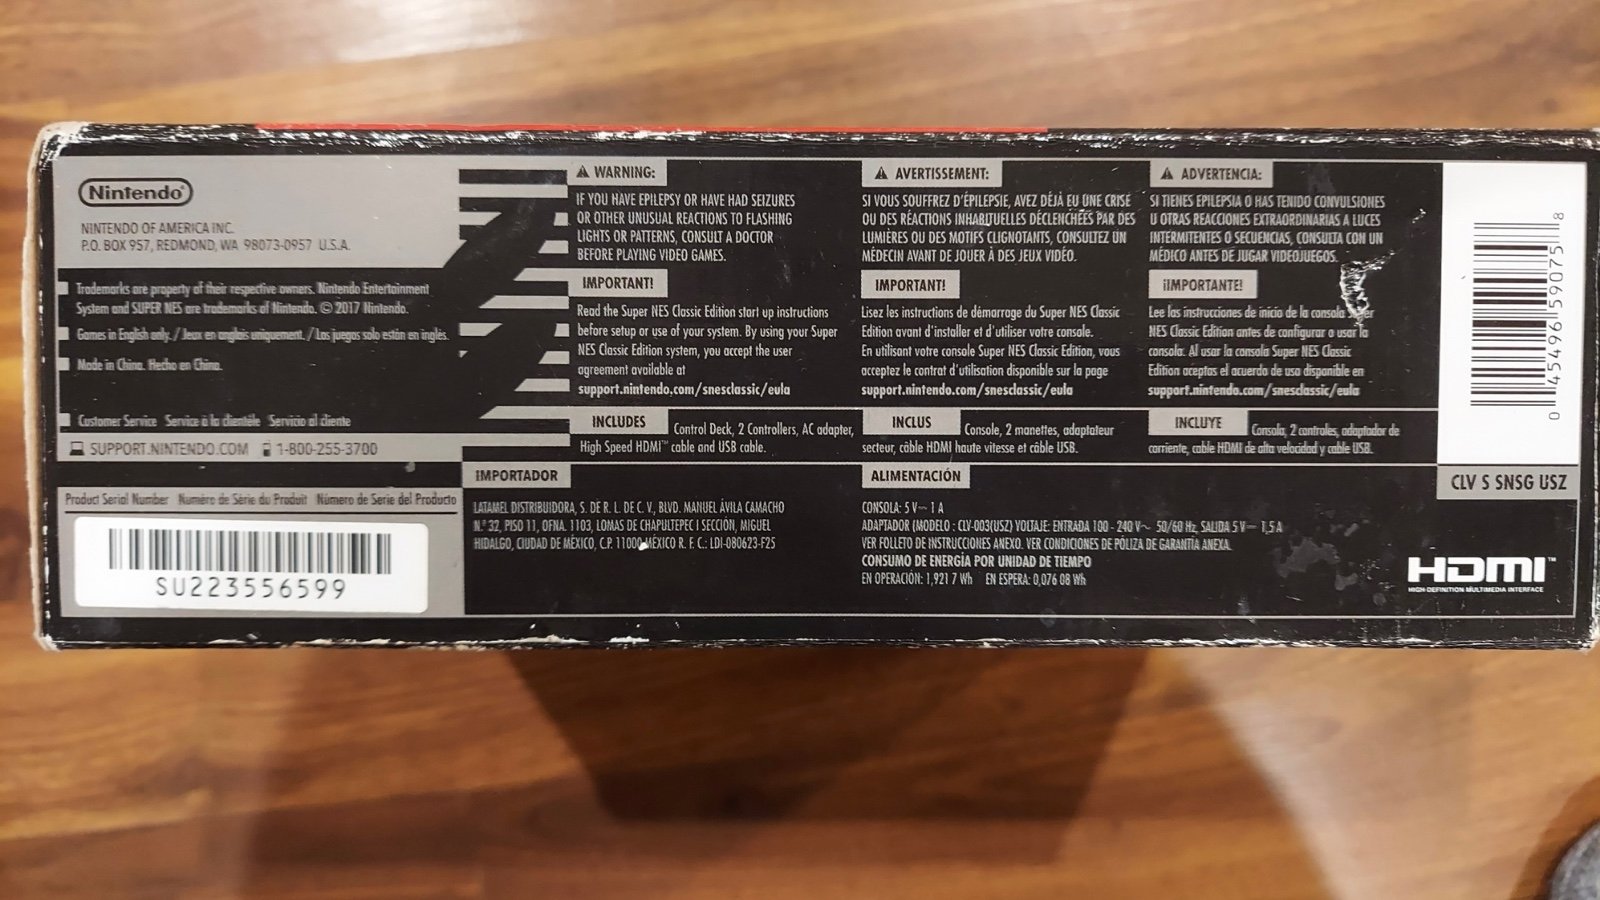 Nintendo®
NINTENDO OF AMERICA INC.
P.O. BOX 957, REDMOND, WA 98073-0957 U.S.A.
Trademarks are property of their respective owners. Nintendo Entertainment
System and SUPER NES are trademarks of Nintendo. © 2017 Nintendo.
Games in English only. / Jeux en anglais uniquement. / Los juegos solo están en inglés.
Made in China. Hecho en China.
Customer Service Service à la clientèle Servicio al cliente
SUPPORT.NINTENDO.COM 1-800-255-3700
Product Serial Number Numéro de Série du Produit Número de Serie del Producto
SU223556599
WARNING:
IF YOU HAVE EPILEPSY OR HAVE HAD SEIZURES
OR OTHER UNUSUAL REACTIONS TO FLASHING
LIGHTS OR PATTERNS, CONSULT A DOCTOR
BEFORE PLAYING VIDEO GAMES.
IMPORTANT!
Read the Super NES Classic Edition start up instructions
before setup or use of your system. By using your Super
NES Classic Edition system, you accept the user
agreement available at
support.nintendo.com/snesclassic/eula
INCLUDES Control Deck, 2 Controllers, AC adapter,
High Speed HDMI™ cable and USB cable.
AVERTISSEMENT:
SI VOUS SOUFFREZ D'ÉPILEPSIE, AVEZ DÉJÀ EU UNE CRISE
OU DES RÉACTIONS INHABITUELLES DÉCLENCHÉES PAR DES
LUMIÈRES OU DES MOTIFS CLIGNOTANTS, CONSULTEZ UN
MÉDECIN AVANT DE JOUER À DES JEUX VIDÉO.
IMPORTANT!
Lisez les instructions de démarrage du Super NES Classic
Edition avant d'installer et d'utiliser votre console.
En utilisant votre console Super NES Classic Edition, vous
acceptez le contrat d'utilisation disponible sur la page
support.nintendo.com/snesclassic/eula
INCLUS Console, 2 manettes, adaptateur
secteur, câble HDMI haute vitesse et câble USB.
ADVERTENCIA:
SI TIENES EPILEPSIA O HAS TENIDO CONVULSIONES
U OTRAS REACCIONES EXTRAORDINARIAS A LUCES
INTERMITENTES O SECUENCIAS, CONSULTA CON UN
MÉDICO ANTES DE JUGAR VIDEOJUEGOS.
¡IMPORTANTE!
Lee las instrucciones de inicio de la consola
NES Classic Edition antes de configurar o usar la
consola. Al usar la consola Super NES Classic
Edition aceptas el acuerdo de uso disponible en
support.nintendo.com/snesclassic/eula
INCLUYE Consola, 2 controles, adaptador de
corriente, cable HDMI de alta velocidad y cable USB.
IMPORTADOR
LATAMEL DISTRIBUIDORA, S. DE R. L. DE C. V., BLVD. MANUEL ÁVILA CAMACHO
N.º 32, PISO 11, OFNA. 1103, LOMAS DE CHAPULTEPEC I SECCIÓN, MIGUEL
HIDALGO, CIUDAD DE MÉXICO, C.P. 11000 MÉXICO R. F. C.: LDI-080623-F25
ALIMENTACIÓN
CONSOLA: 5 V⎓ 1 A
ADAPTADOR (MODELO : CLV-003(USZ) VOLTAJE: ENTRADA 100 - 240 V~ 50/60 Hz, SALIDA 5 V⎓ 1,5 A
VER FOLLETO DE INSTRUCCIONES ANEXO. VER CONDICIONES DE PÓLIZA DE GARANTÍA ANEXA.
CONSUMO DE ENERGÍA POR UNIDAD DE TIEMPO
EN OPERACIÓN: 1,921 7 Wh EN ESPERA: 0,076 08 Wh
0 45496 59075 8
CLV S SNSG USZ
HDMI™
HIGH-DEFINITION MULTIMEDIA INTERFACE